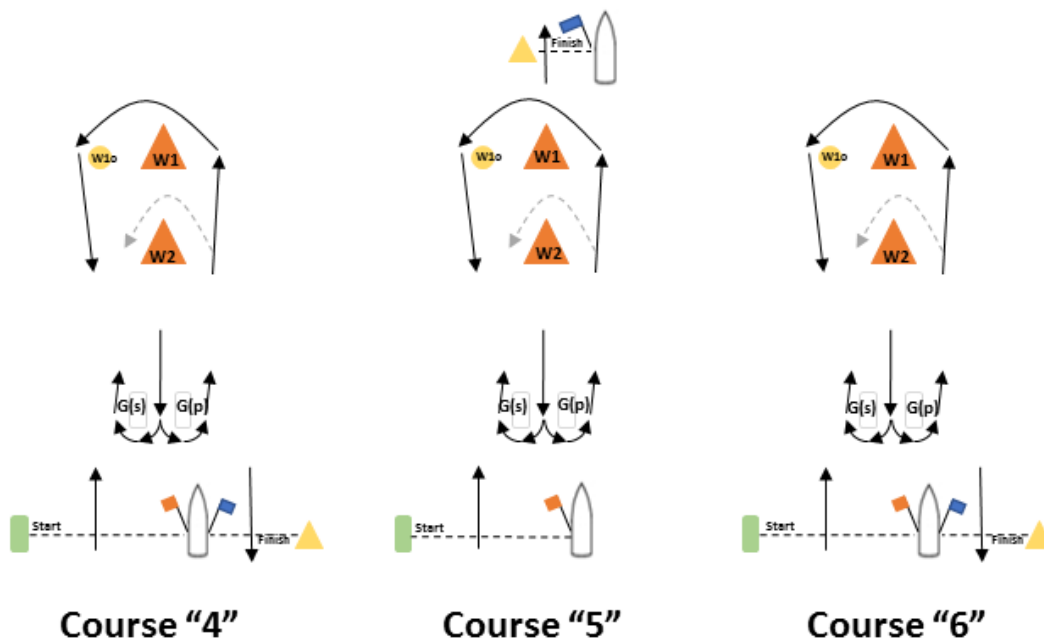 Finish
W1o
W1
W1o
W1
W1o
W1
W2
W2
W2
G(s)
G(p)
G(s)
G(p)
G(s)
G(p)
Start
Finish
Start
Start
Finish
Course “4”
Course “5”
Course “6”